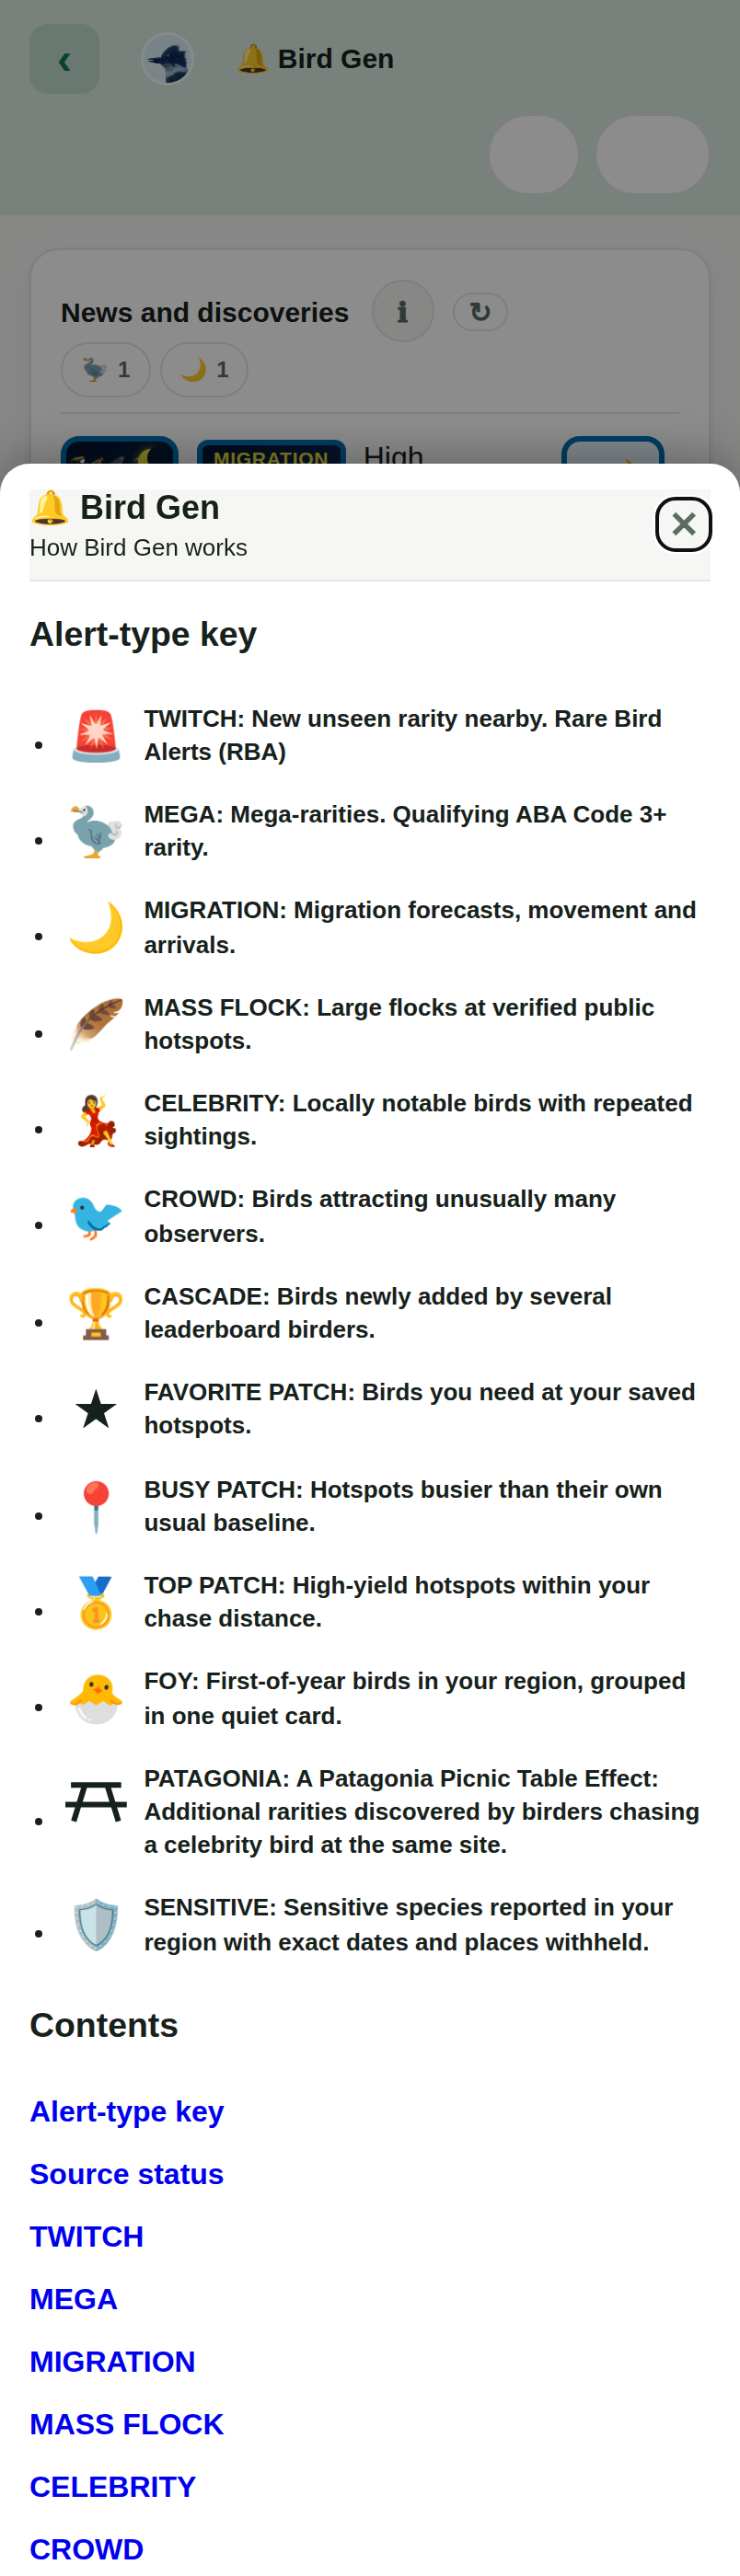 ‹ 🔔 Bird Gen
News and discoveries ℹ ↻
🦤 1 🌙 1
MIGRATION High
🔔 Bird Gen
How Bird Gen works
✕
Alert-type key
• 🚨 TWITCH: New unseen rarity nearby. Rare Bird
Alerts (RBA)
• 🦤 MEGA: Mega-rarities. Qualifying ABA Code 3+
rarity.
• 🌙 MIGRATION: Migration forecasts, movement and
arrivals.
• 🪶 MASS FLOCK: Large flocks at verified public
hotspots.
• 💃 CELEBRITY: Locally notable birds with repeated
sightings.
• 🐦 CROWD: Birds attracting unusually many
observers.
• 🏆 CASCADE: Birds newly added by several
leaderboard birders.
• ★ FAVORITE PATCH: Birds you need at your saved
hotspots.
• 📍 BUSY PATCH: Hotspots busier than their own
usual baseline.
• 🥇 TOP PATCH: High-yield hotspots within your
chase distance.
• 🐣 FOY: First-of-year birds in your region, grouped
in one quiet card.
• PATAGONIA: A Patagonia Picnic Table Effect:
Additional rarities discovered by birders chasing
a celebrity bird at the same site.
• 🛡️ SENSITIVE: Sensitive species reported in your
region with exact dates and places withheld.
Contents
Alert-type key
Source status
TWITCH
MEGA
MIGRATION
MASS FLOCK
CELEBRITY
CROWD